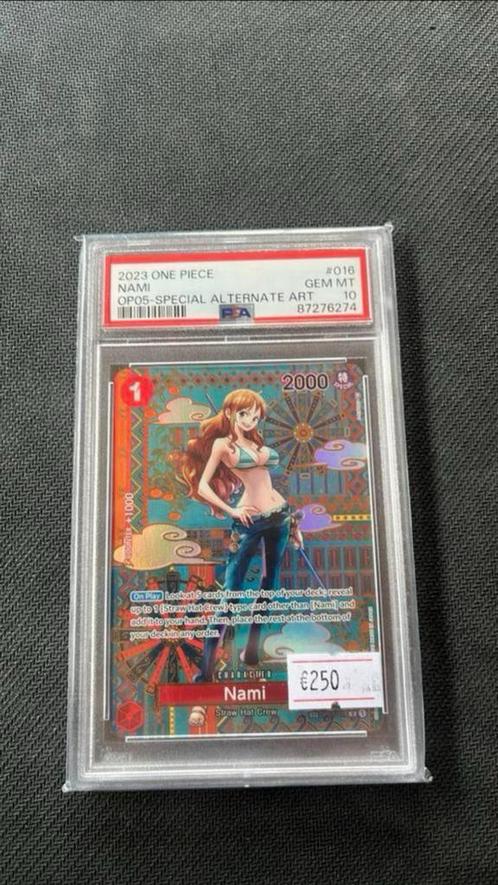 2023 ONE PIECE #016
NAMI GEM MT
OP05-SPECIAL ALTERNATE ART 10
PSA 87276274
1
2000 特
SPECIAL
COUNTER +1000
On Play Look at 5 cards from the top of your deck; reveal
up to 1 {Straw Hat Crew} type card other than [Nami] and
add it to your hand. Then, place the rest at the bottom of
your deck in any order.
CHARACTER
Nami
Straw Hat Crew
€250